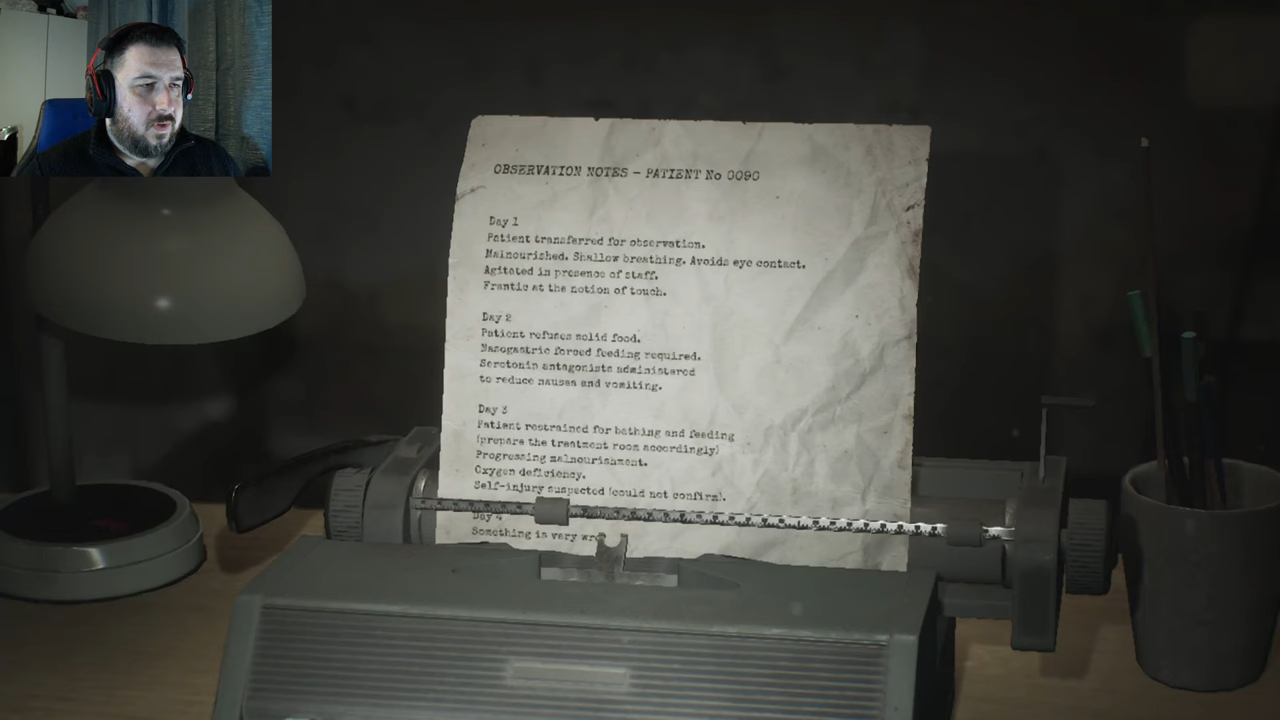 OBSERVATION NOTES - PATIENT No 0090
Day 1
Patient transferred for observation.
Malnourished. Shallow breathing. Avoids eye contact.
Agitated in presence of staff.
Frantic at the notion of touch.
Day 2
Patient refuses solid food.
Nasogastric forced feeding required.
Serotonin antagonists administered
to reduce nausea and vomiting.
Day 3
Patient restrained for bathing and feeding
(prepare the treatment room accordingly)
Progressing malnourishment.
Oxygen deficiency.
Self-injury suspected (could not confirm).
Day 4
Something is very wro